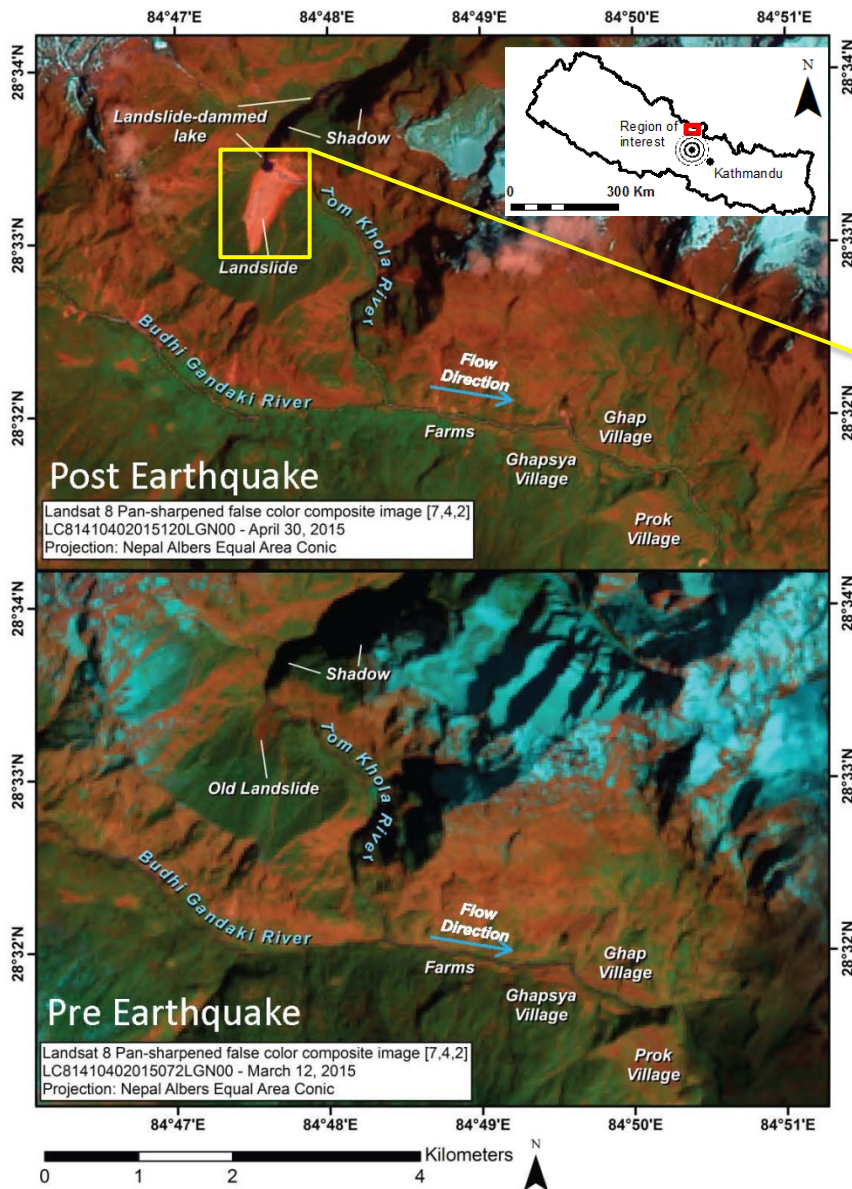 84°47'E 84°48'E 84°49'E 84°50'E 84°51'E
28°34'N
28°33'N
28°32'N
28°34'N
28°33'N
28°32'N
Landslide-dammed
lake
Shadow
Landslide
Tom Khola River
Budhi Gandaki River
Flow
Direction
Farms
Ghap
Village
Ghapsya
Village
Prok
Village
N
Region of
interest
Kathmandu
0 300 Km
Post Earthquake
Landsat 8 Pan-sharpened false color composite image [7,4,2]
LC81410402015120LGN00 - April 30, 2015
Projection: Nepal Albers Equal Area Conic
28°34'N
28°33'N
28°32'N
28°34'N
28°33'N
28°32'N
Shadow
Tom Khola River
Old Landslide
Budhi Gandaki River
Flow
Direction
Farms
Ghap
Village
Ghapsya
Village
Prok
Village
Pre Earthquake
Landsat 8 Pan-sharpened false color composite image [7,4,2]
LC81410402015072LGN00 - March 12, 2015
Projection: Nepal Albers Equal Area Conic
84°47'E 84°48'E 84°49'E 84°50'E 84°51'E
Kilometers
0 1 2 4
N